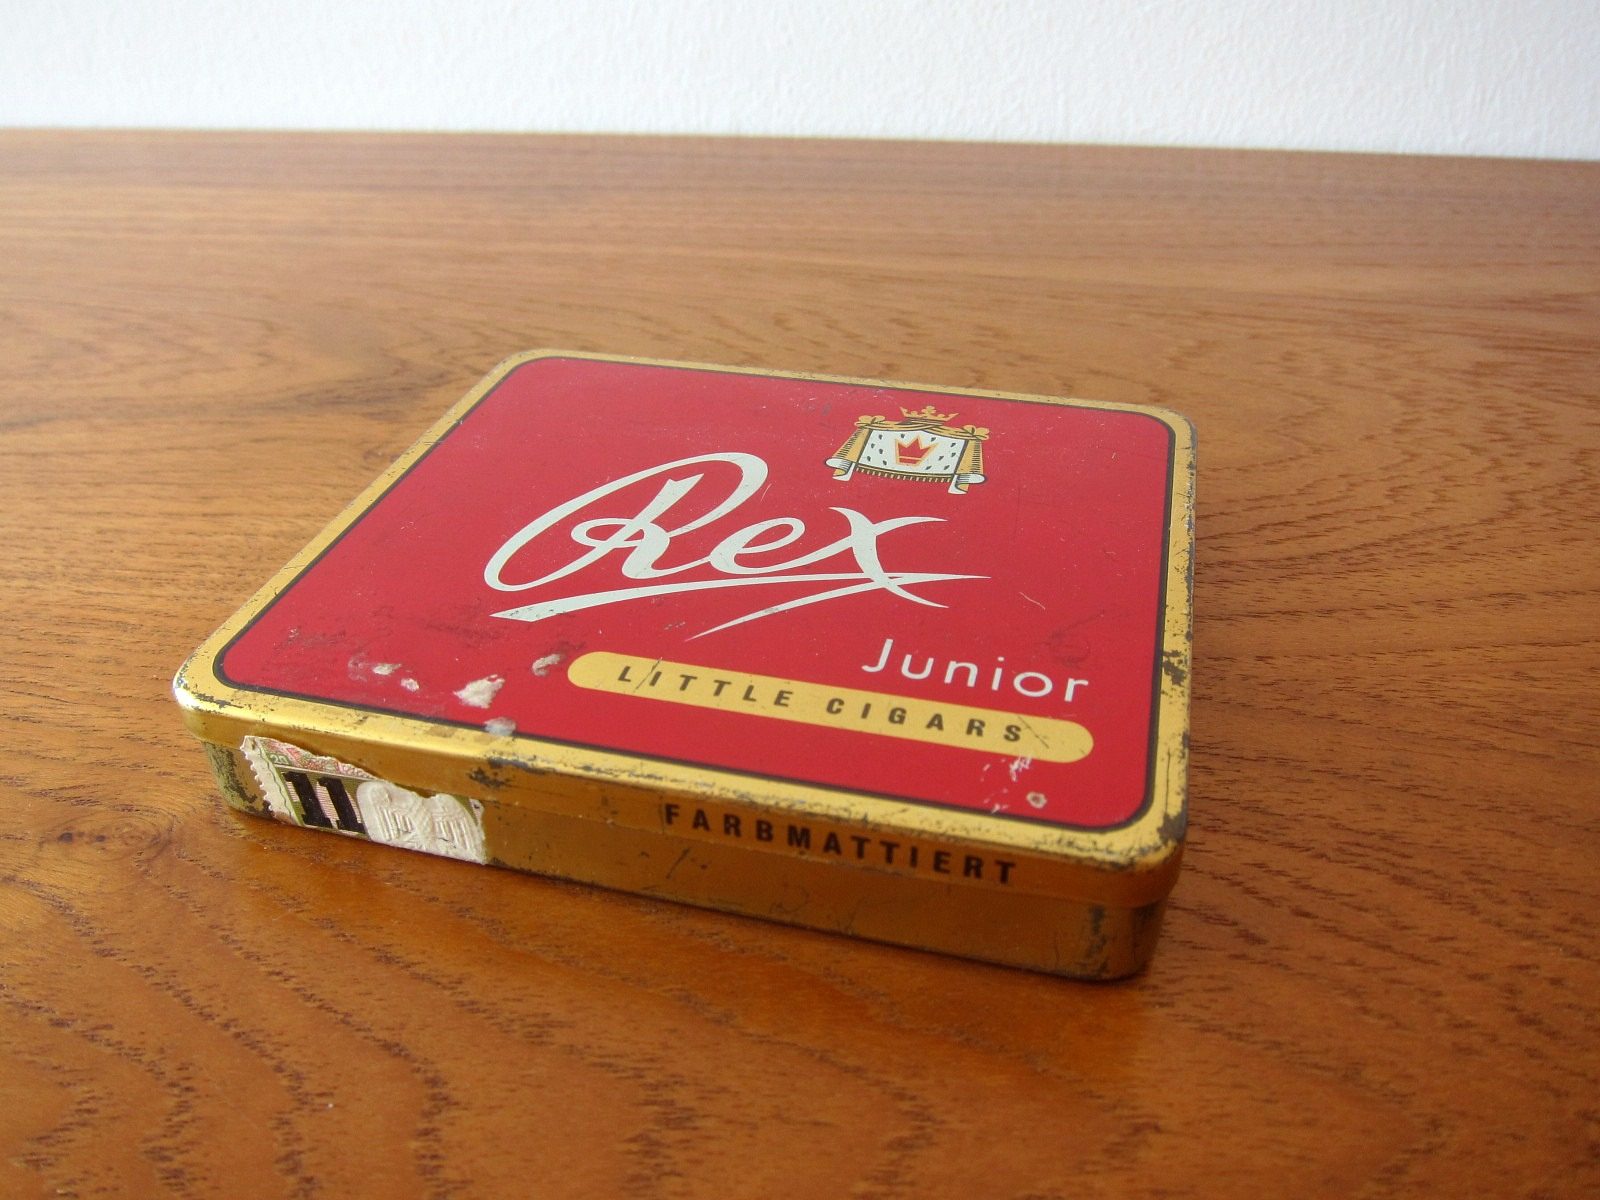 Rex
Junior
LITTLE CIGARS
FARBMATTIERT
11